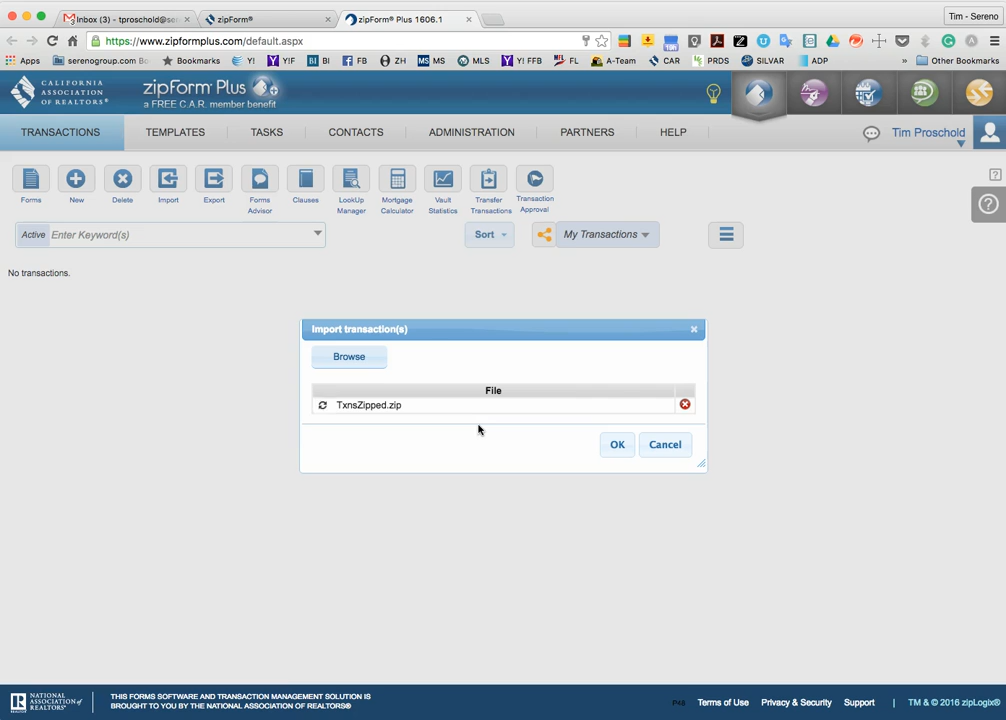 Inbox (3) - tproschold@se
zipForm®
zipForm® Plus 1606.1
Tim - Sereno
https://www.zipformplus.com/default.aspx
Apps
serenogroup.com Bo
Bookmarks
Y!
Y!F
BI
FB
ZH
MS
MLS
Y! FFB
FL
A-Team
CAR
PRDS
SILVAR
ADP
»
Other Bookmarks
CALIFORNIA
ASSOCIATION
OF REALTORS®
zipForm® Plus
a FREE C.A.R. member benefit
TRANSACTIONS
TEMPLATES
TASKS
CONTACTS
ADMINISTRATION
PARTNERS
HELP
Tim Proschold
Forms
New
Delete
Import
Export
Forms Advisor
Clauses
LookUp Manager
Mortgage Calculator
Vault Statistics
Transfer Transactions
Transaction Approval
Active Enter Keyword(s)
Sort
My Transactions
No transactions.
Import transaction(s)
Browse
File
TxnsZipped.zip
OK
Cancel
NATIONAL
ASSOCIATION of
REALTORS®
THIS FORMS SOFTWARE AND TRANSACTION MANAGEMENT SOLUTION IS
BROUGHT TO YOU BY THE NATIONAL ASSOCIATION OF REALTORS®
Terms of Use
Privacy & Security
Support
|
TM & © 2016 zipLogix®